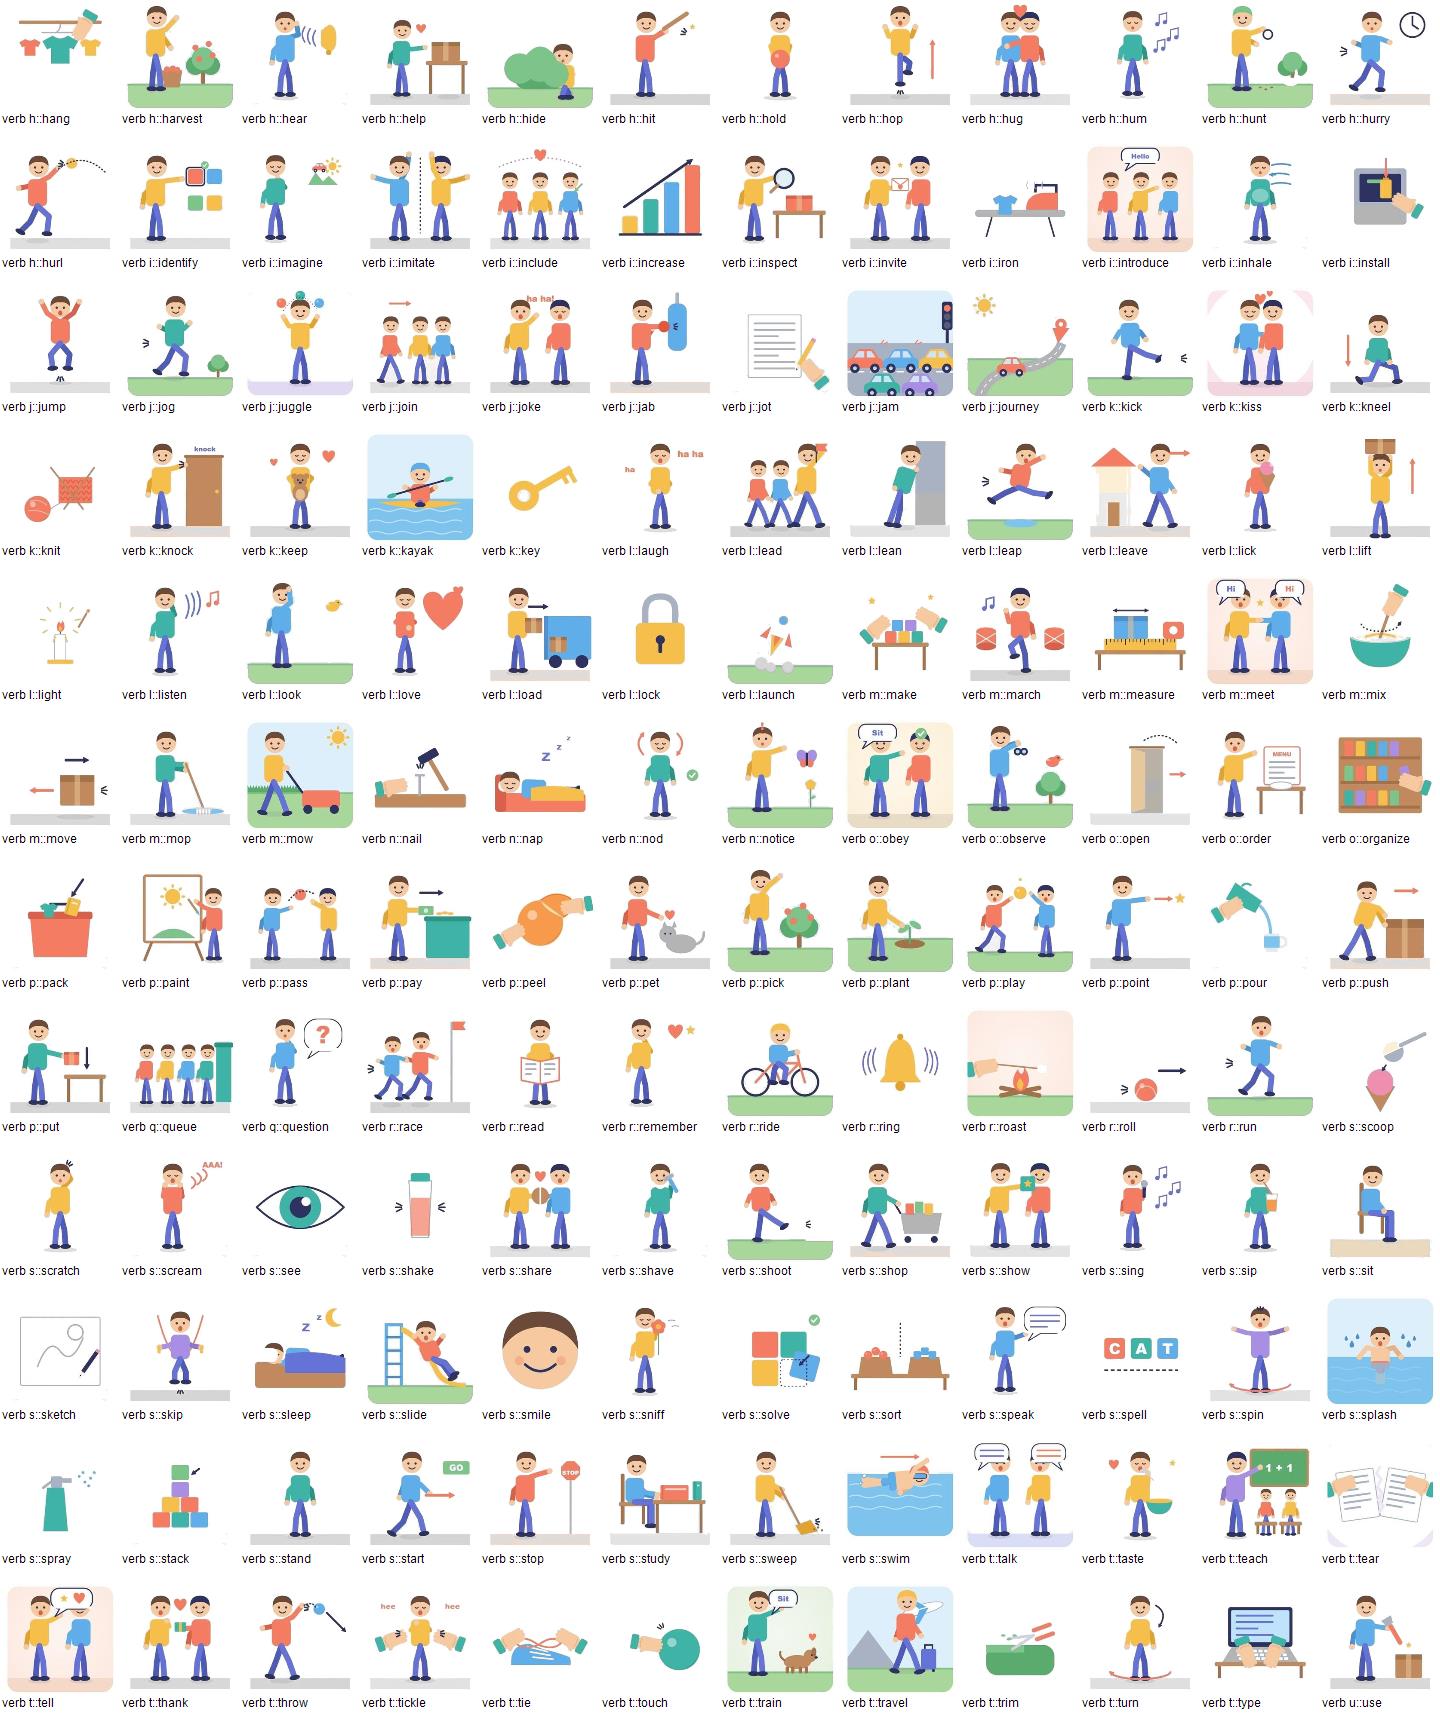 verb h::hang verb h::harvest verb h::hear verb h::help verb h::hide verb h::hit verb h::hold verb h::hop verb h::hug verb h::hum verb h::hunt verb h::hurry
Hello
verb h::hurl verb i::identify verb i::imagine verb i::imitate verb i::include verb i::increase verb i::inspect verb i::invite verb i::iron verb i::introduce verb i::inhale verb i::install
ha ha!
verb j::jump verb j::jog verb j::juggle verb j::join verb j::joke verb j::jab verb j::jot verb j::jam verb j::journey verb k::kick verb k::kiss verb k::kneel
knock
ha ha
ha
verb k::knit verb k::knock verb k::keep verb k::kayak verb k::key verb l::laugh verb l::lead verb l::lean verb l::leap verb l::leave verb l::lick verb l::lift
Hi Hi
verb l::light verb l::listen verb l::look verb l::love verb l::load verb l::lock verb l::launch verb m::make verb m::march verb m::measure verb m::meet verb m::mix
Sit
z z z
MENU
verb m::move verb m::mop verb m::mow verb n::nail verb n::nap verb n::nod verb n::notice verb o::obey verb o::observe verb o::open verb o::order verb o::organize
verb p::pack verb p::paint verb p::pass verb p::pay verb p::peel verb p::pet verb p::pick verb p::plant verb p::play verb p::point verb p::pour verb p::push
?
verb p::put verb q::queue verb q::question verb r::race verb r::read verb r::remember verb r::ride verb r::ring verb r::roast verb r::roll verb r::run verb s::scoop
AAA!
verb s::scratch verb s::scream verb s::see verb s::shake verb s::share verb s::shave verb s::shoot verb s::shop verb s::show verb s::sing verb s::sip verb s::sit
z z
C A T
verb s::sketch verb s::skip verb s::sleep verb s::slide verb s::smile verb s::sniff verb s::solve verb s::sort verb s::speak verb s::spell verb s::spin verb s::splash
GO STOP 1 + 1
verb s::spray verb s::stack verb s::stand verb s::start verb s::stop verb s::study verb s::sweep verb s::swim verb t::talk verb t::taste verb t::teach verb t::tear
Sit
hee hee
verb t::tell verb t::thank verb t::throw verb t::tickle verb t::tie verb t::touch verb t::train verb t::travel verb t::trim verb t::turn verb t::type verb u::use